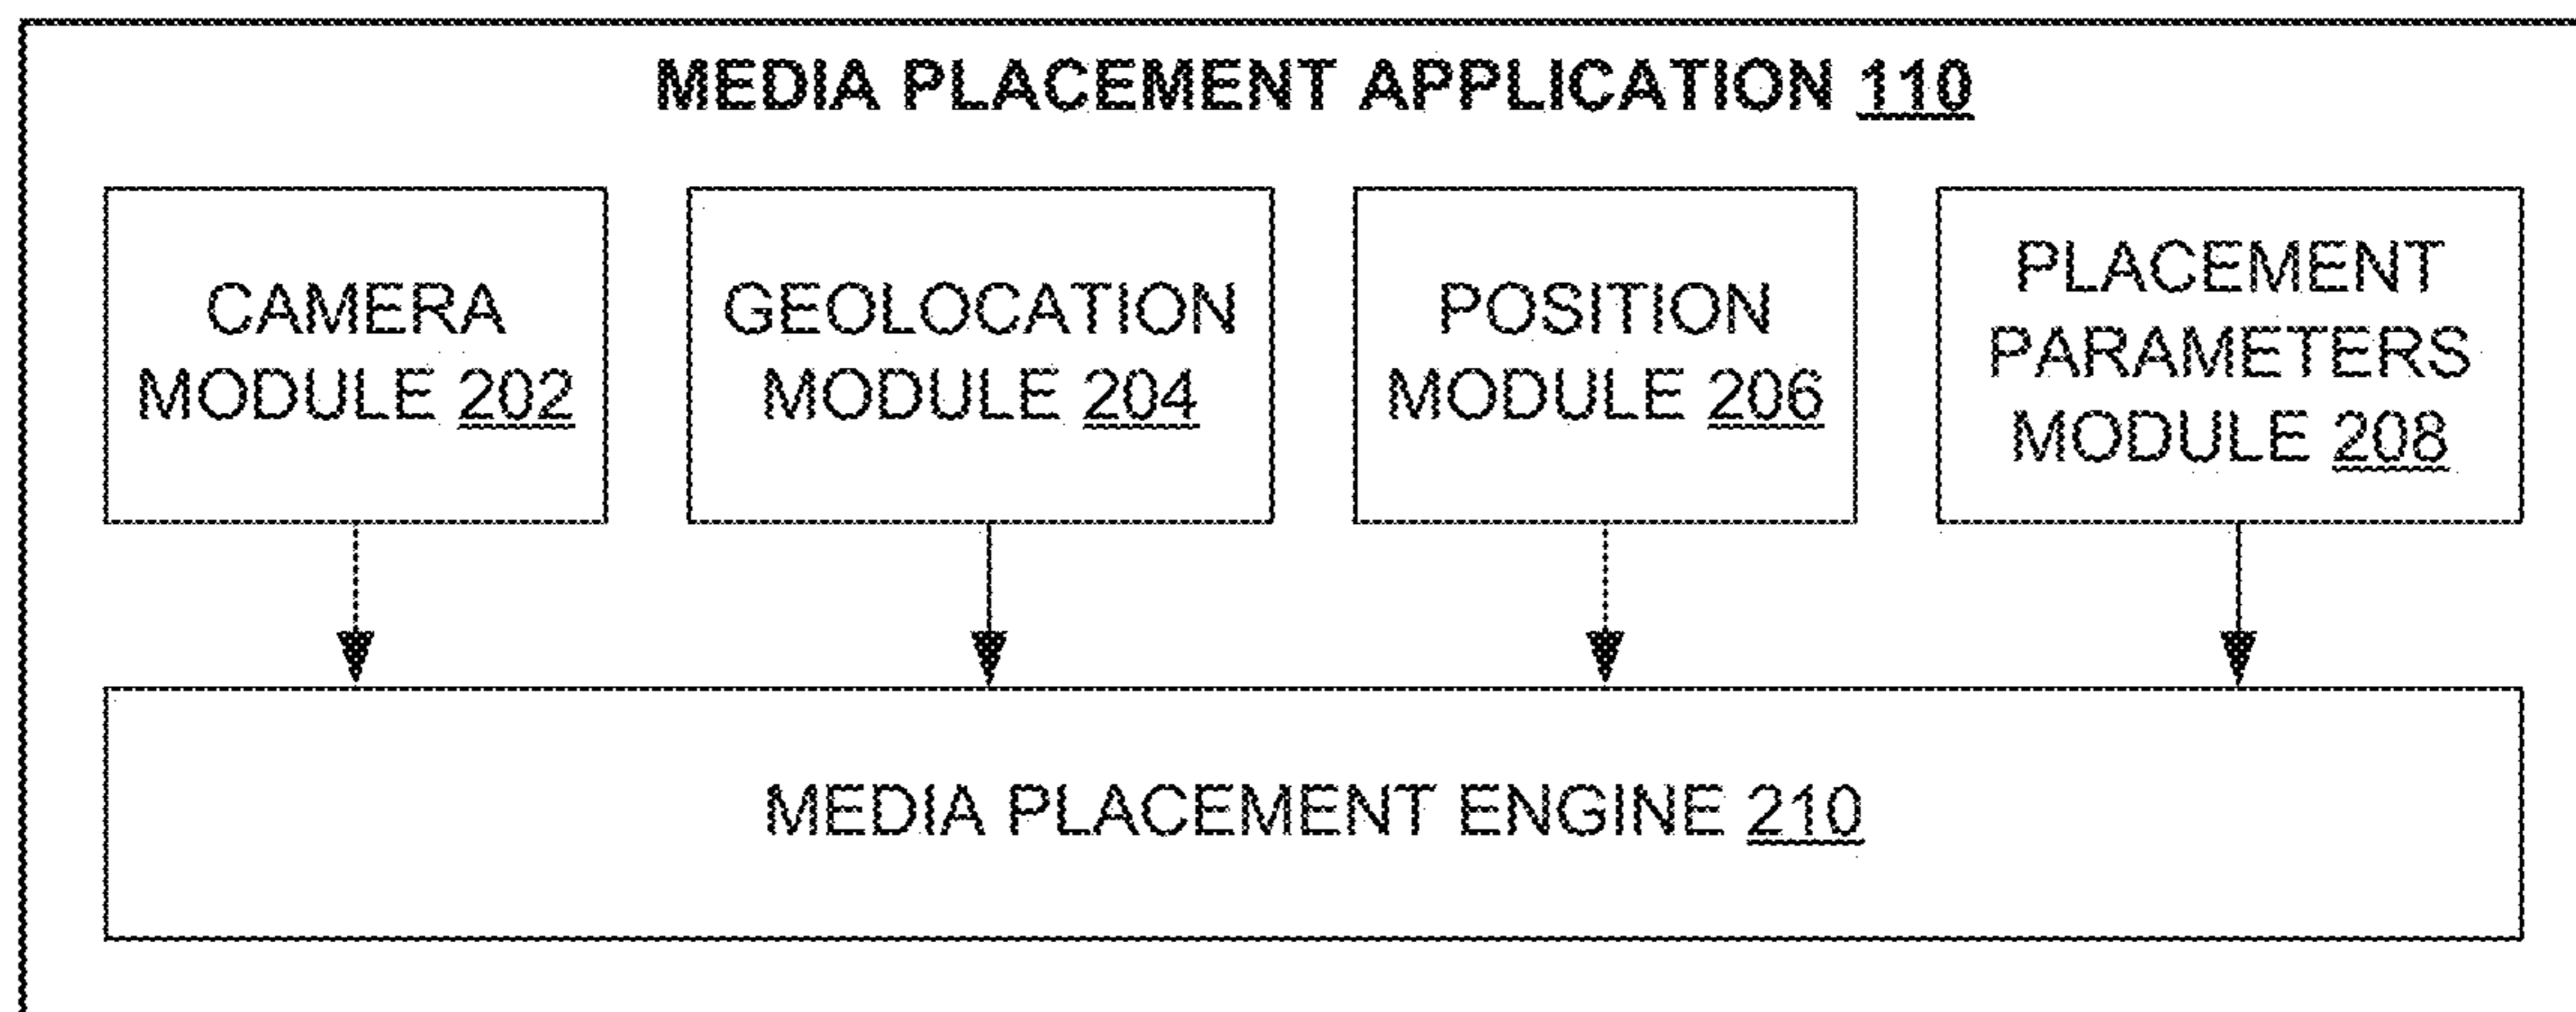 MEDIA PLACEMENT APPLICATION 110
CAMERA
MODULE 202
GEOLOCATION
MODULE 204
POSITION
MODULE 206
PLACEMENT
PARAMETERS
MODULE 208
MEDIA PLACEMENT ENGINE 210